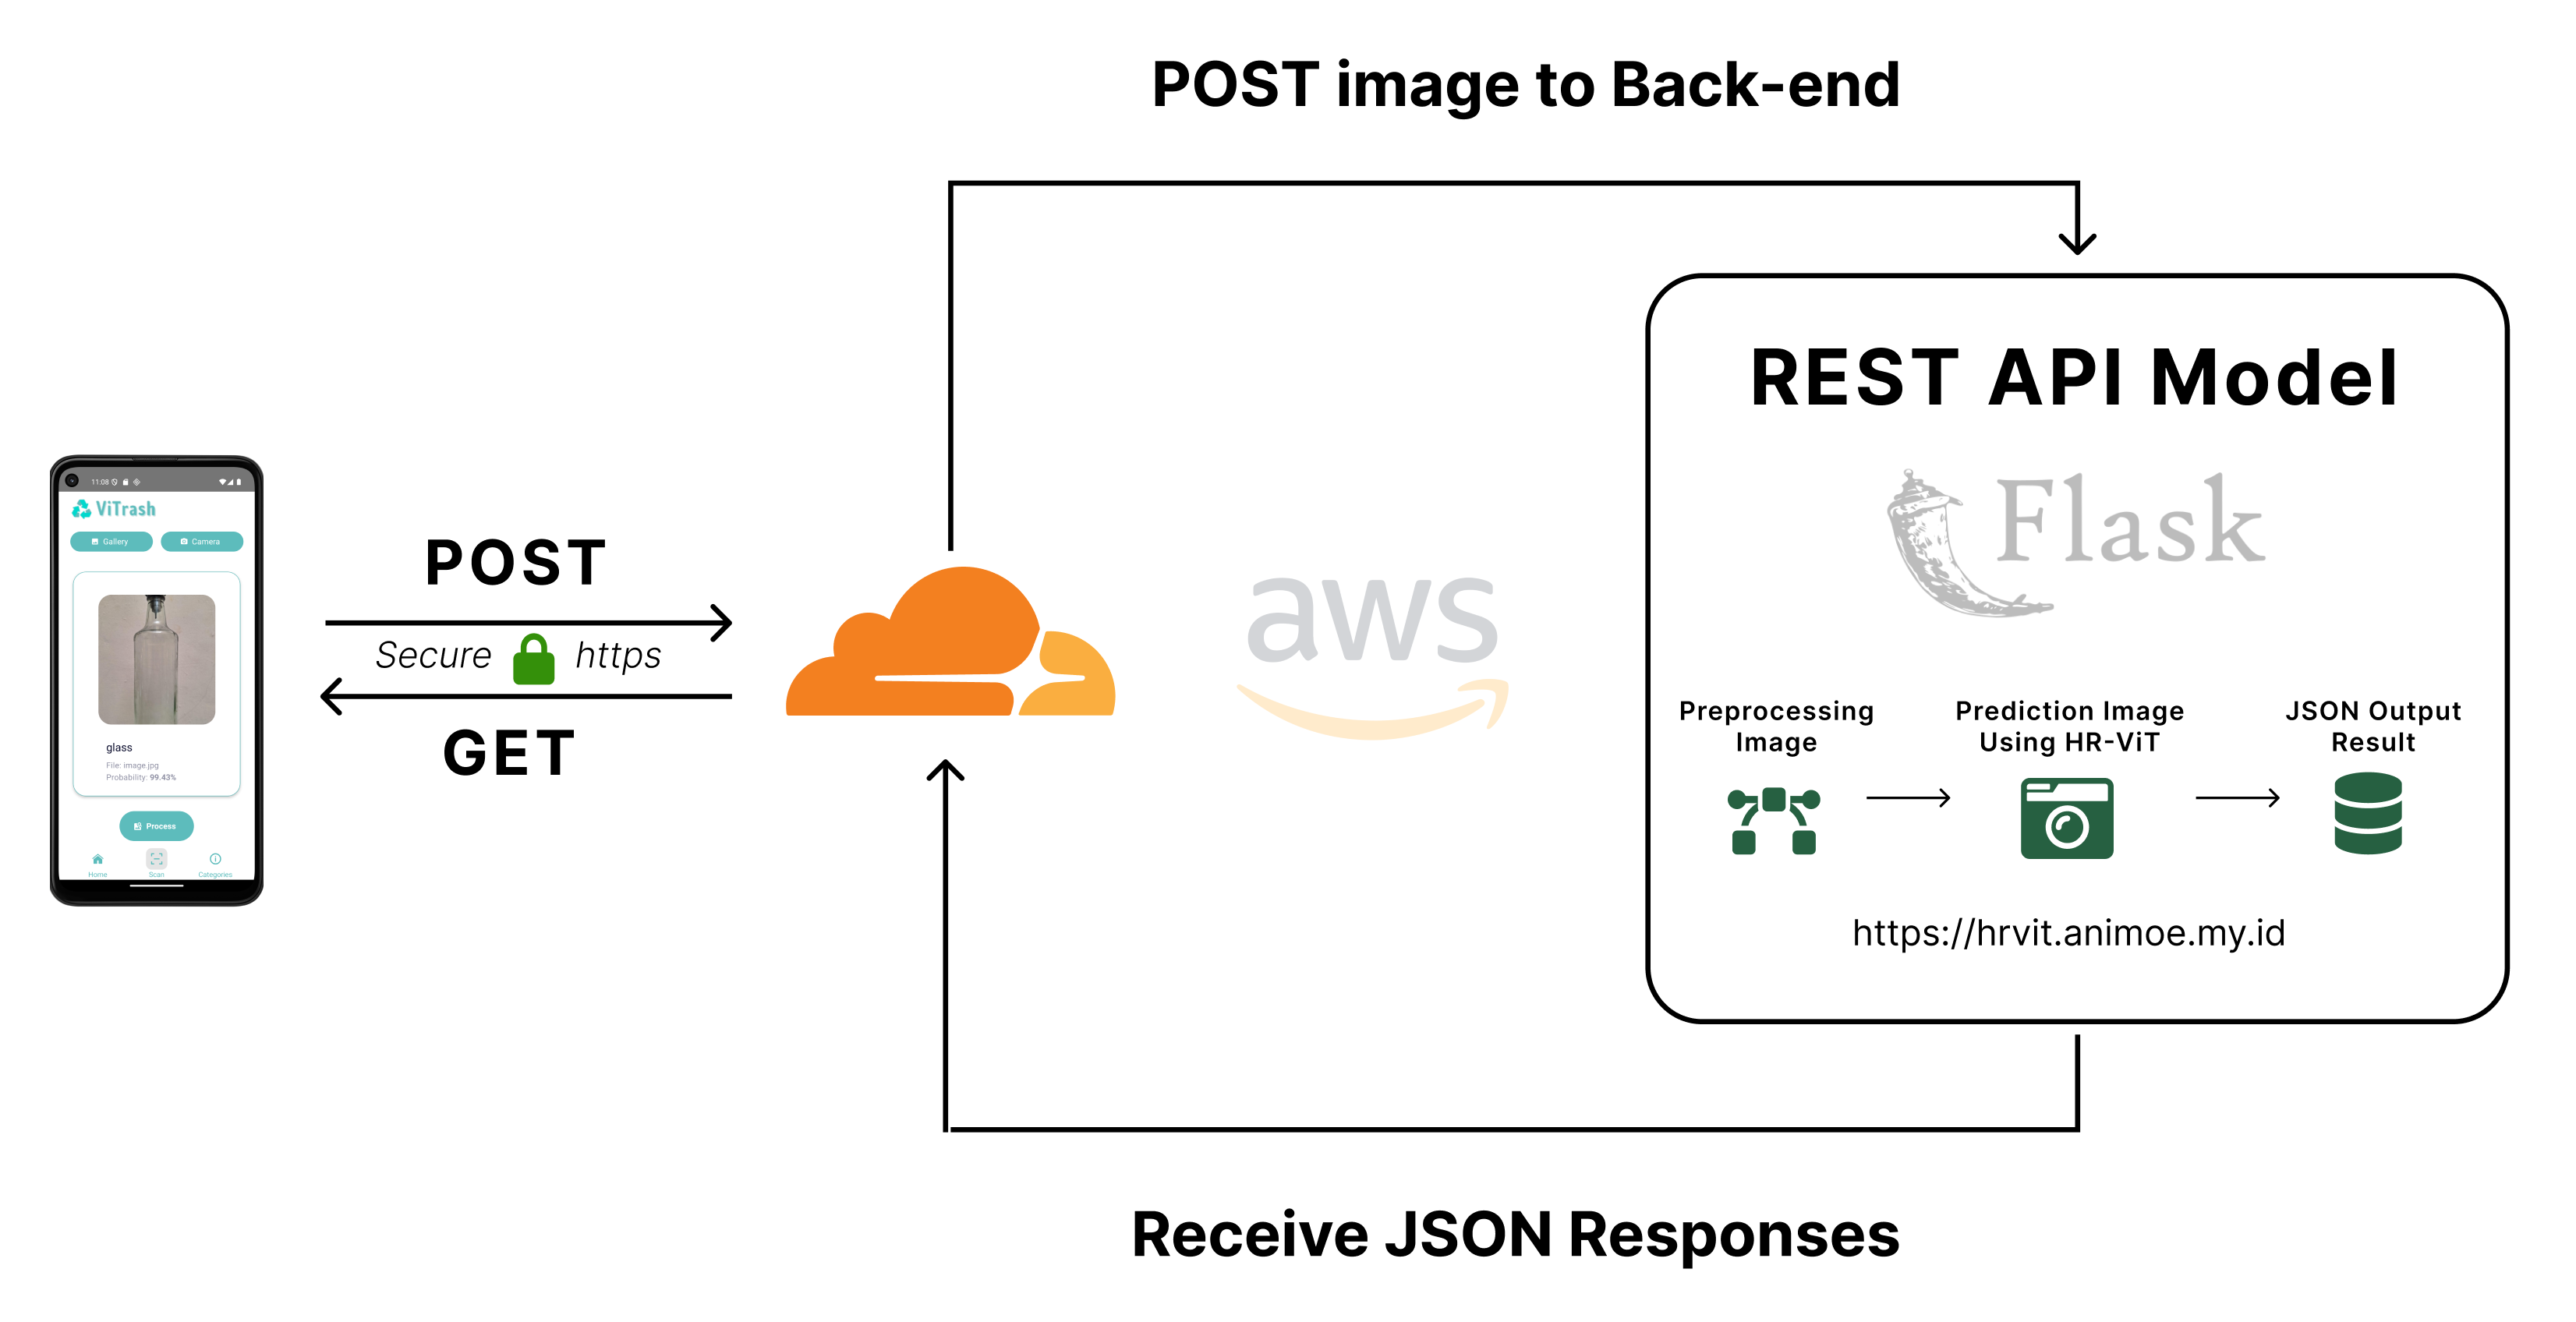 POST image to Back-end
11:08
ViTrash
Gallery
Camera
glass
File: image.jpg
Probability: 99.43%
Process
Home
Scan
Categories
POST
Secure
https
GET
aws
REST API Model
Flask
Preprocessing
Image
Prediction Image
Using HR-ViT
JSON Output
Result
https://hrvit.animoe.my.id
Receive JSON Responses